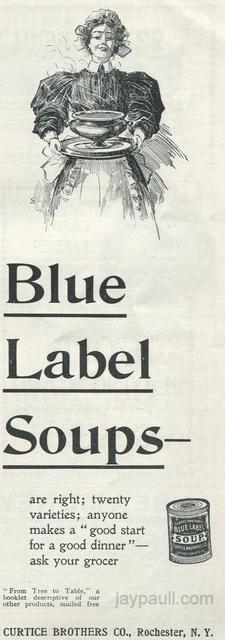 Blue
Label
Soups—
are right; twenty
varieties; anyone
makes a "good start
for a good dinner"—
ask your grocer
BLUE LABEL
SOUP
"From Tree to Table," a
booklet descriptive of our
other products, mailed free
jaypaull.com
CURTICE BROTHERS CO., Rochester, N. Y.